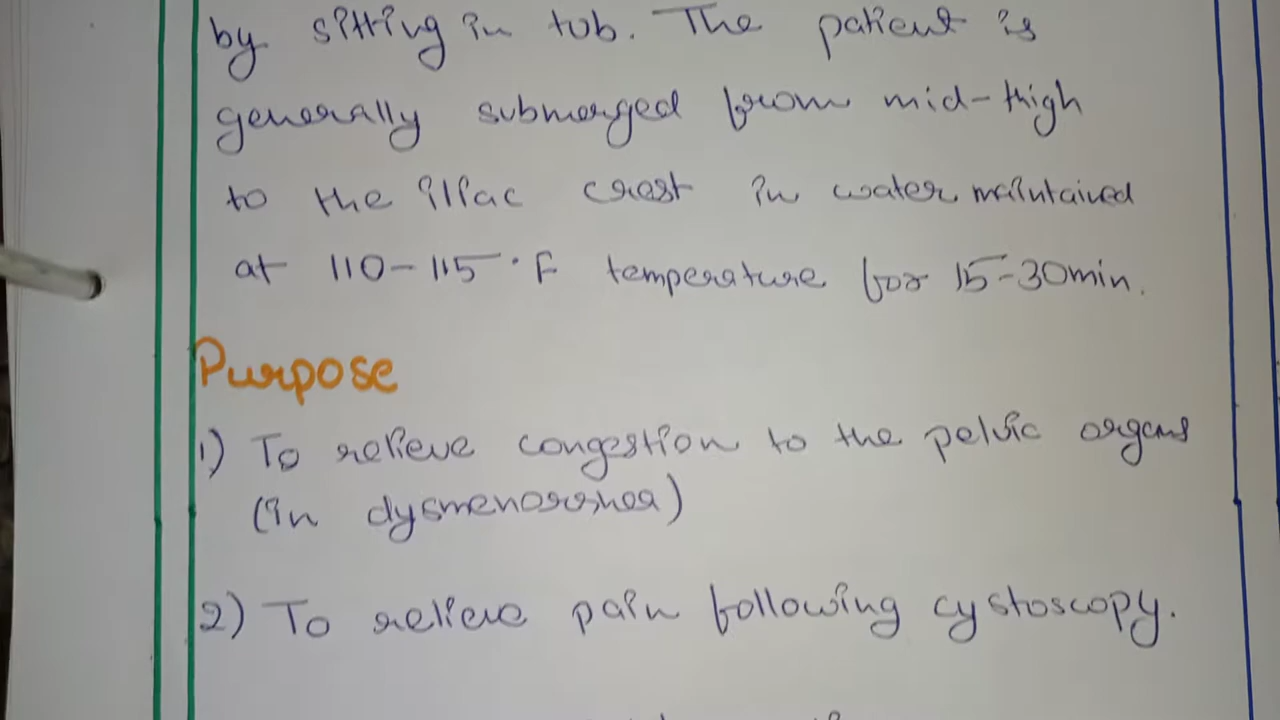 by sitting in tub. The patient is
generally submerged from mid-thigh
to the iliac crest in water maintained
at 110-115°F temperature for 15-30min.
Purpose
1) To relieve congestion to the pelvic organs
(in dysmenorrhea)
2) To relieve pain following cystoscopy.